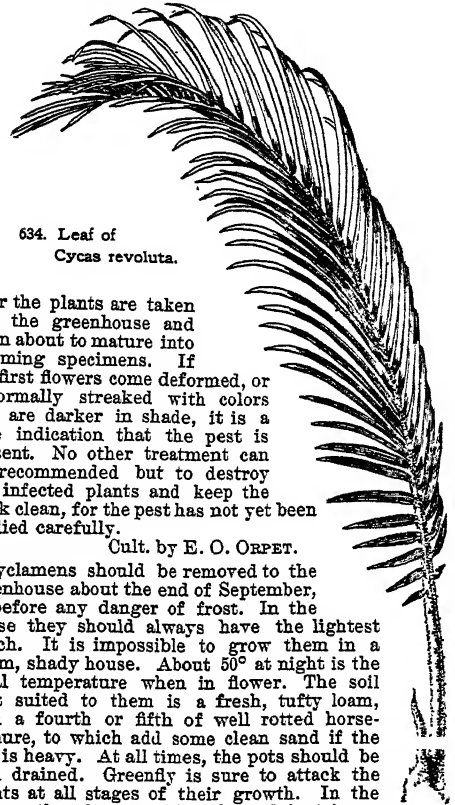 634. Leaf of
Cycas revoluta.
r the plants are taken
the greenhouse and
n about to mature into
ming specimens. If
first flowers come deformed, or
ormally streaked with colors
are darker in shade, it is a
indication that the pest is
sent. No other treatment can
recommended but to destroy
infected plants and keep the
k clean, for the pest has not yet been
died carefully.
Cult. by E. O. ORPET.
yclamens should be removed to the
enhouse about the end of September,
before any danger of frost. In the
se they should always have the lightest
ch. It is impossible to grow them in a
m, shady house. About 50° at night is the
l temperature when in flower. The soil
t suited to them is a fresh, tufty loam,
a fourth or fifth of well rotted horse-
nure, to which add some clean sand if the
is heavy. At all times, the pots should be
drained. Greenfly is sure to attack the
nts at all stages of their growth. In the